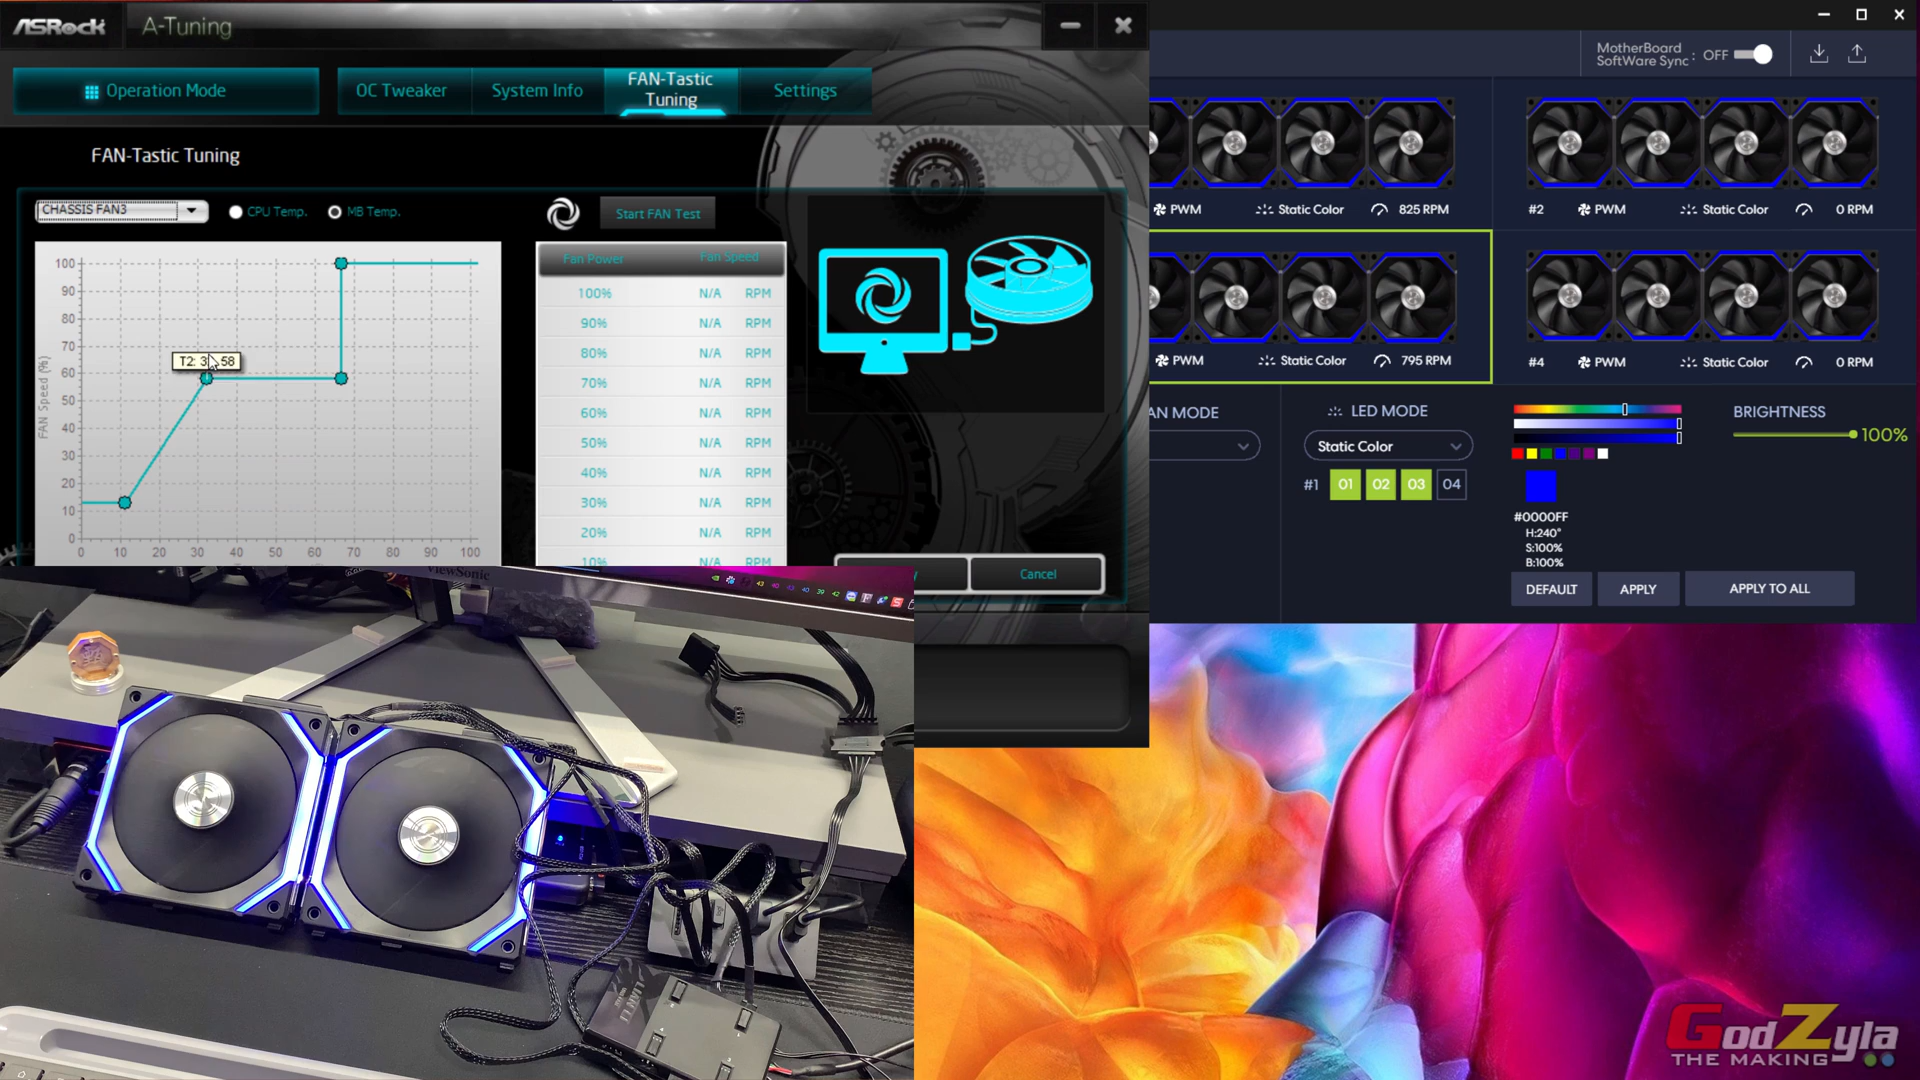 ASRock
A-Tuning
Operation Mode
OC Tweaker
System Info
FAN-Tastic
Tuning
Settings
FAN-Tastic Tuning
CHASSIS FAN3
CPU Temp.
MB Temp.
Start FAN Test
FAN Speed (%)
100
90
80
70
60
50
40
30
20
10
0
0 10 20 30 40 50 60 70 80 90 100
T2: 58
Fan Power Fan Speed
100% N/A RPM
90% N/A RPM
80% N/A RPM
70% N/A RPM
60% N/A RPM
50% N/A RPM
40% N/A RPM
30% N/A RPM
20% N/A RPM
10% N/A RPM
Cancel
MotherBoard
SoftWare Sync : OFF
PWM Static Color 825 RPM
#2 PWM Static Color 0 RPM
PWM Static Color 795 RPM
#4 PWM Static Color 0 RPM
AN MODE
LED MODE
Static Color
#1 01 02 03 04
BRIGHTNESS
100%
#0000FF
H:240°
S:100%
B:100%
DEFAULT APPLY APPLY TO ALL
ViewSonic
LIAN LI
GodZyla
THE MAKING